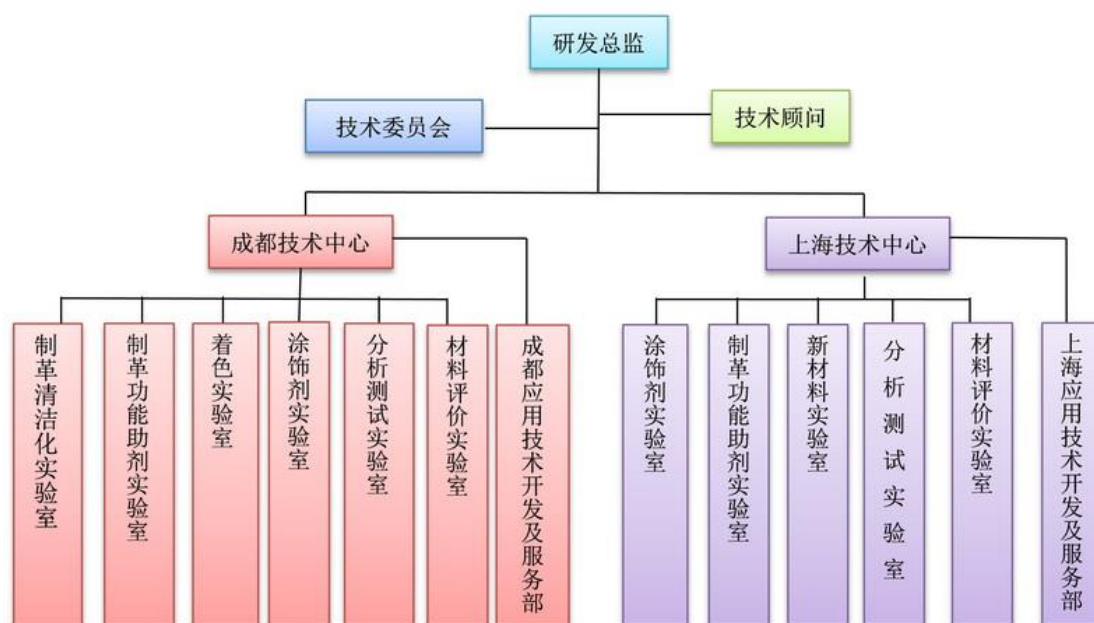 研发总监
技术委员会
技术顾问
成都技术中心
上海技术中心
制革清洁化实验室
制革功能助剂实验室
着色实验室
涂饰剂实验室
分析测试实验室
材料评价实验室
成都应用技术开发及服务部
涂饰剂实验室
制革功能助剂实验室
新材料实验室
分析测试实验室
材料评价实验室
上海应用技术开发及服务部